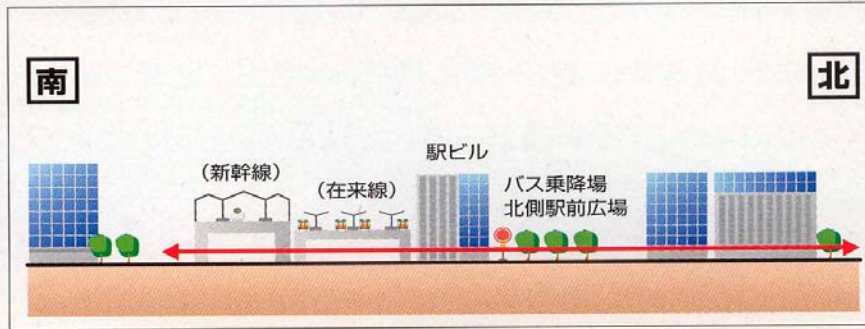 南
北
駅ビル
（新幹線）
（在来線）
バス乗降場
北側駅前広場